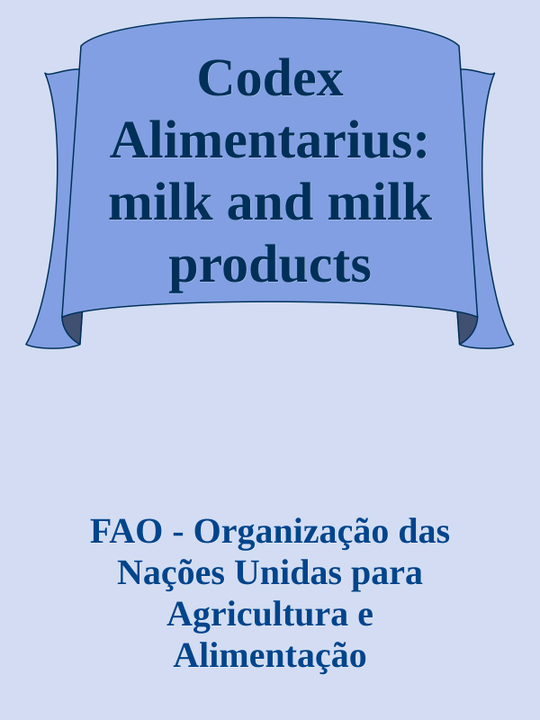 Codex
Alimentarius:
milk and milk
products
FAO - Organização das
Nações Unidas para
Agricultura e
Alimentação